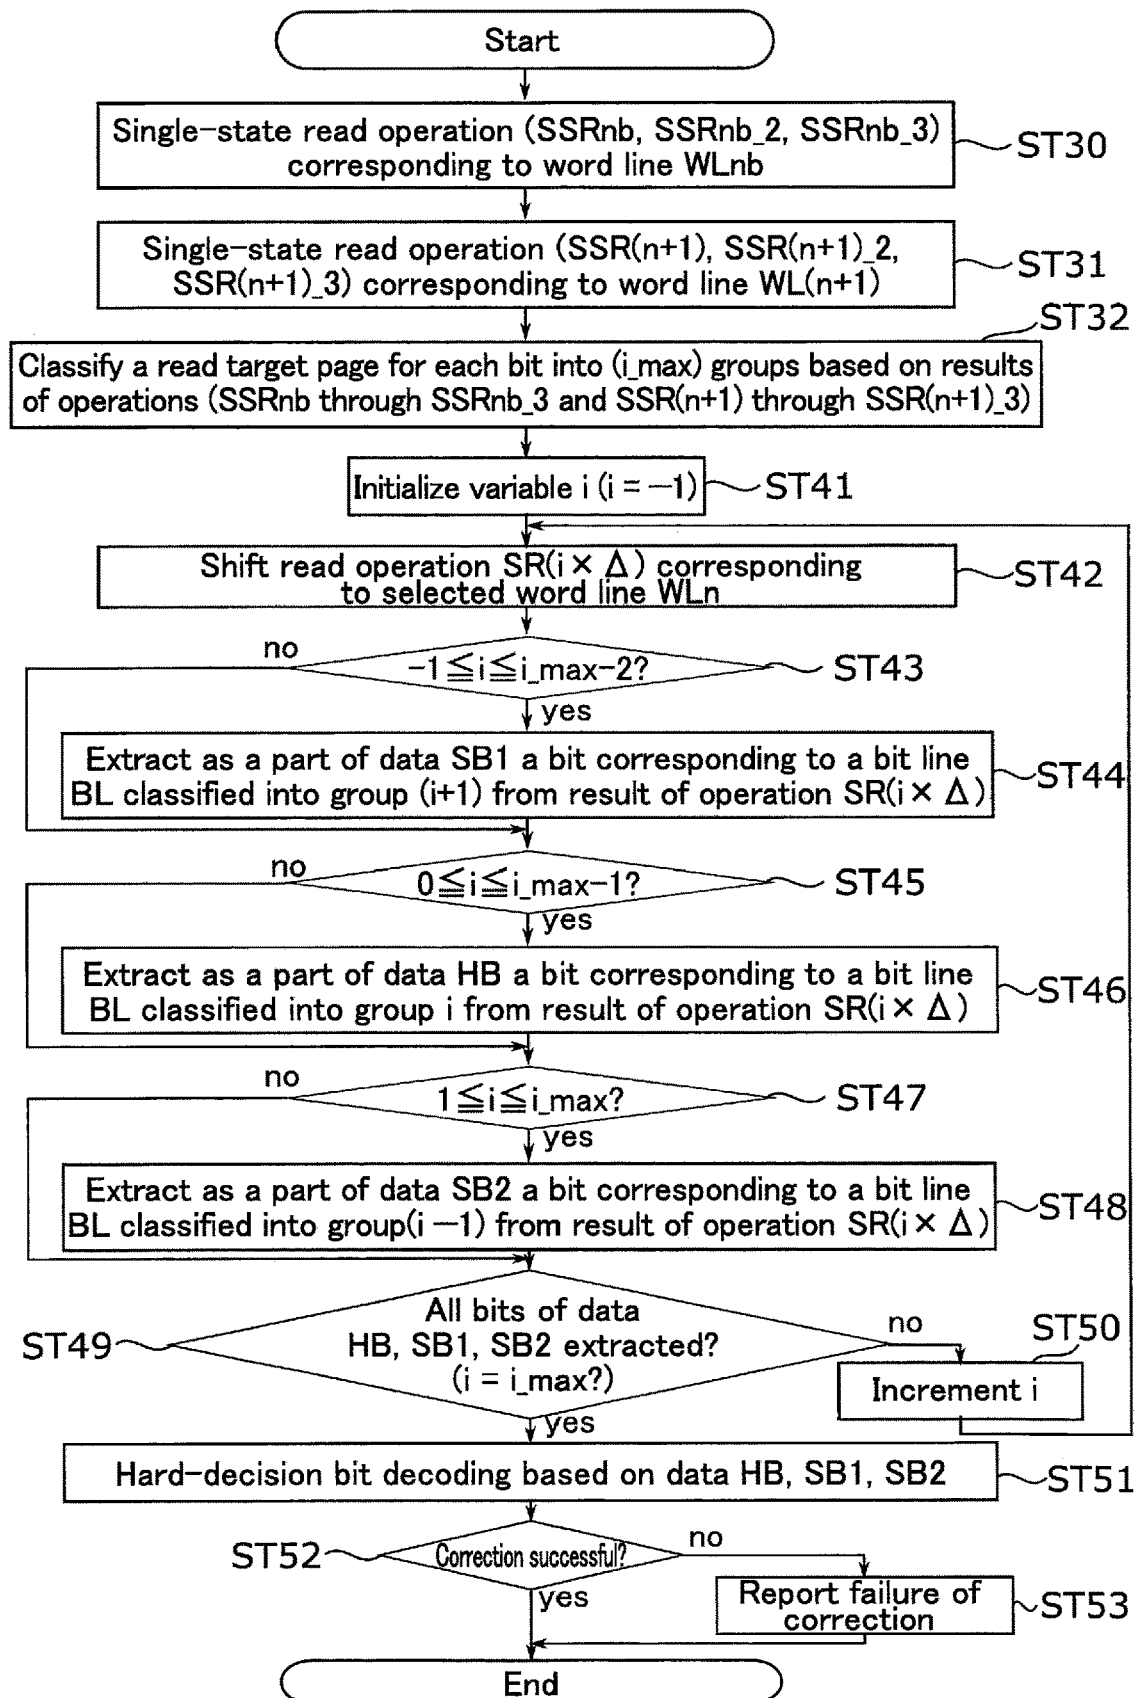 Start
Single-state read operation (SSRnb, SSRnb_2, SSRnb_3)
corresponding to word line WLnb
ST30
Single-state read operation (SSR(n+1), SSR(n+1)_2,
SSR(n+1)_3) corresponding to word line WL(n+1)
ST31
ST32
Classify a read target page for each bit into (i_max) groups based on results
of operations (SSRnb through SSRnb_3 and SSR(n+1) through SSR(n+1)_3)
Initialize variable i (i = −1)
ST41
Shift read operation SR(i × Δ) corresponding
to selected word line WLn
ST42
no
-1≦i≦i_max-2?
ST43
yes
Extract as a part of data SB1 a bit corresponding to a bit line
BL classified into group (i+1) from result of operation SR(i × Δ)
ST44
no
0≦i≦i_max-1?
ST45
yes
Extract as a part of data HB a bit corresponding to a bit line
BL classified into group i from result of operation SR(i × Δ)
ST46
no
1≦i≦i_max?
ST47
yes
Extract as a part of data SB2 a bit corresponding to a bit line
BL classified into group(i −1) from result of operation SR(i × Δ)
ST48
All bits of data
HB, SB1, SB2 extracted?
(i = i_max?)
ST49
no
ST50
Increment i
yes
Hard-decision bit decoding based on data HB, SB1, SB2
ST51
ST52
Correction successful?
no
yes
Report failure of
correction
ST53
End